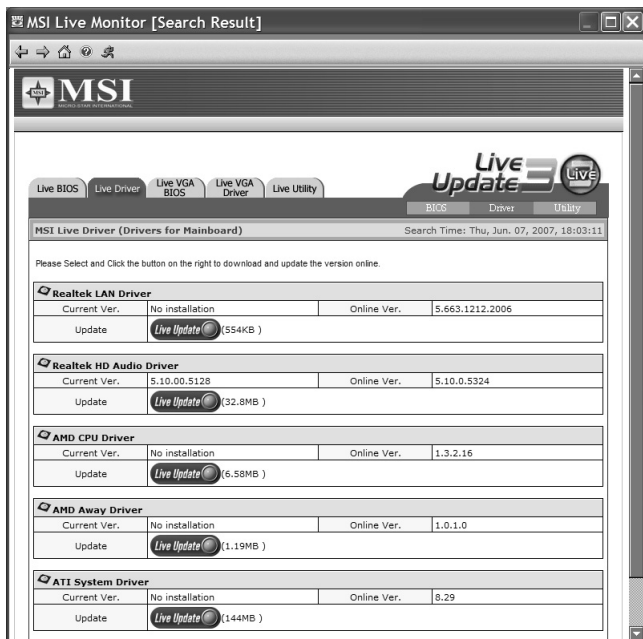 MSI Live Monitor [Search Result]
MSI
MSI
MICRO-STAR INTERNATIONAL
Live Update 3 Live
Live BIOS Live Driver Live VGA BIOS Live VGA Driver Live Utility
BIOS Driver Utility
MSI Live Driver (Drivers for Mainboard) Search Time: Thu, Jun. 07, 2007, 18:03:11
Please Select and Click the button on the right to download and update the version online.
Realtek LAN Driver
Current Ver. No installation Online Ver. 5.663.1212.2006
Update Live Update (554KB )
Realtek HD Audio Driver
Current Ver. 5.10.00.5128 Online Ver. 5.10.0.5324
Update Live Update (32.8MB )
AMD CPU Driver
Current Ver. No installation Online Ver. 1.3.2.16
Update Live Update (6.58MB )
AMD Away Driver
Current Ver. No installation Online Ver. 1.0.1.0
Update Live Update (1.19MB )
ATI System Driver
Current Ver. No installation Online Ver. 8.29
Update Live Update (144MB )